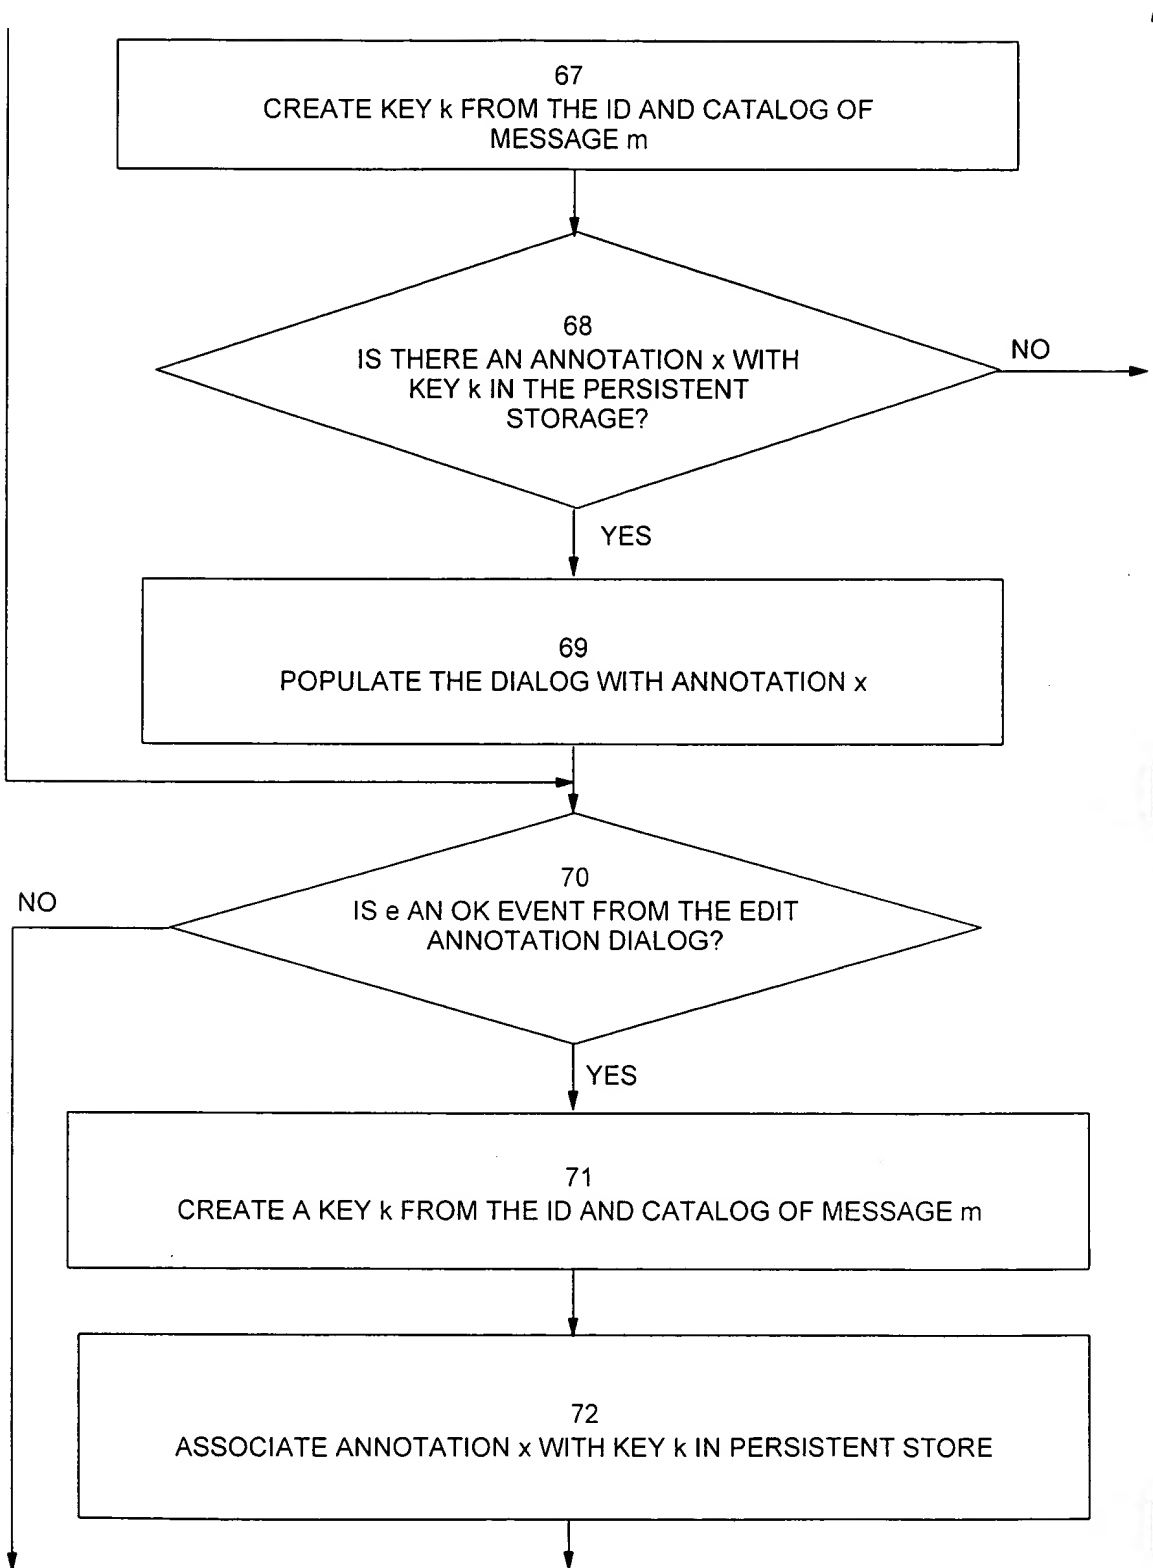 67
CREATE KEY k FROM THE ID AND CATALOG OF
MESSAGE m
68
IS THERE AN ANNOTATION x WITH
KEY k IN THE PERSISTENT
STORAGE?
NO
YES
69
POPULATE THE DIALOG WITH ANNOTATION x
70
IS e AN OK EVENT FROM THE EDIT
ANNOTATION DIALOG?
NO
YES
71
CREATE A KEY k FROM THE ID AND CATALOG OF MESSAGE m
72
ASSOCIATE ANNOTATION x WITH KEY k IN PERSISTENT STORE